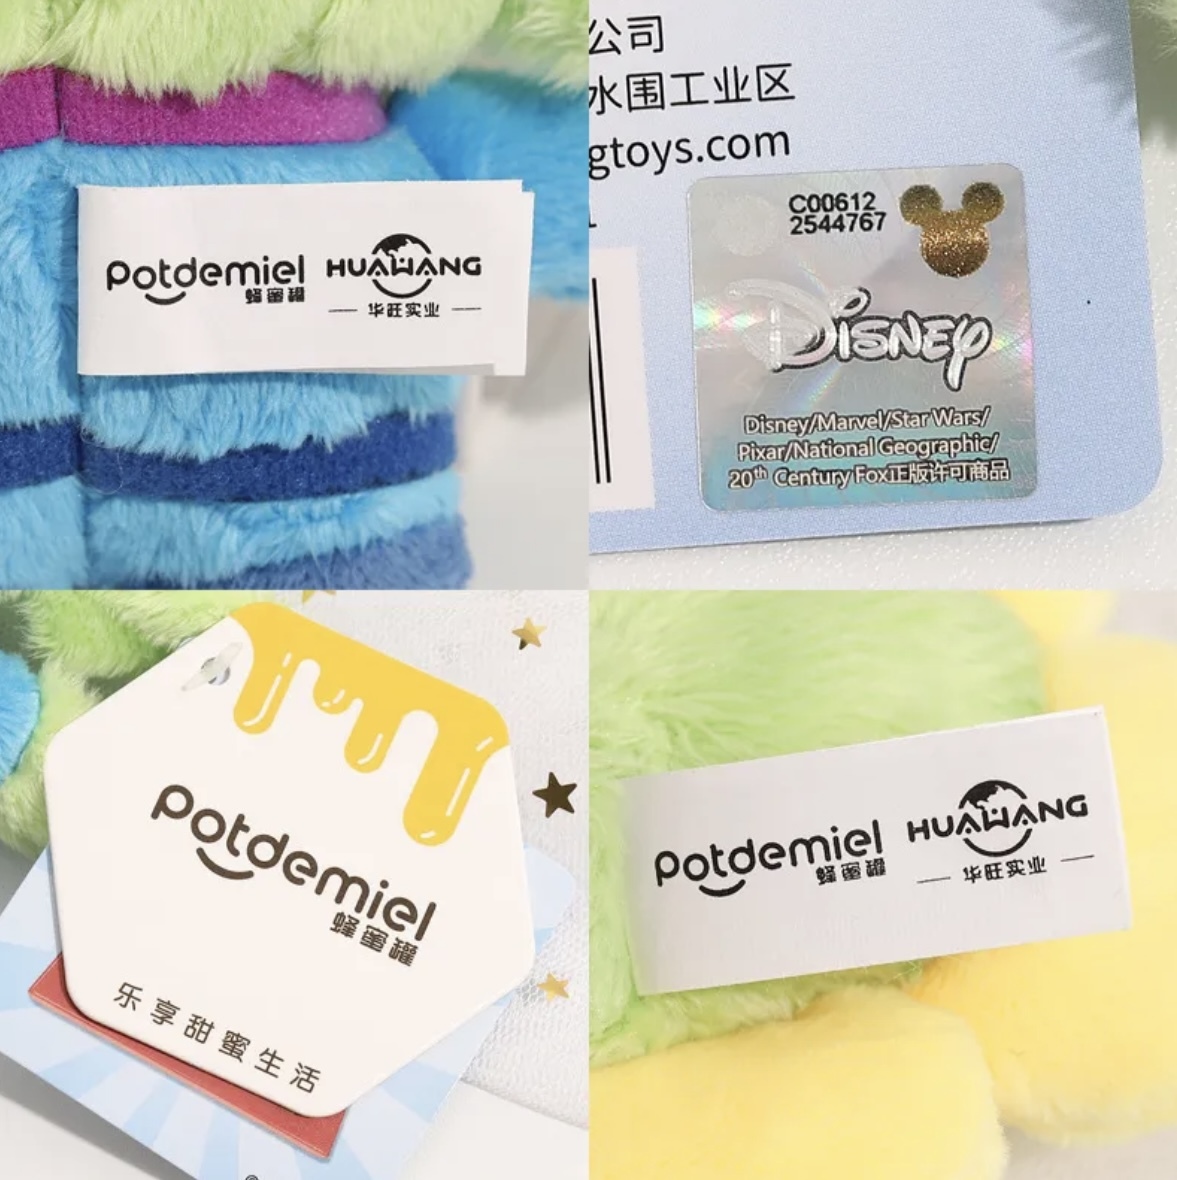 potdemiel
蜂蜜罐
HUAWANG
华旺实业
公司
水围工业区
gtoys.com
C00612
2544767
Disney
Disney/Marvel/Star Wars/
Pixar/National Geographic/
20th Century Fox正版许可商品
potdemiel
蜂蜜罐
乐享甜蜜生活
potdemiel
蜂蜜罐
HUAWANG
华旺实业